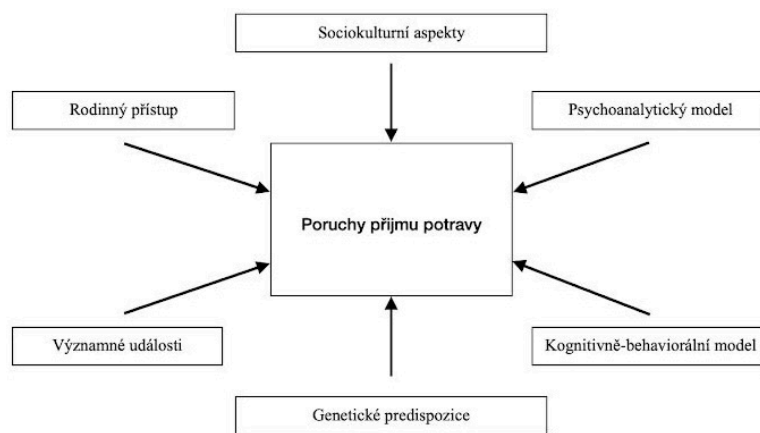 Sociokulturní aspekty
Rodinný přístup
Psychoanalytický model
Poruchy příjmu potravy
Významné události
Kognitivně-behaviorální model
Genetické predispozice